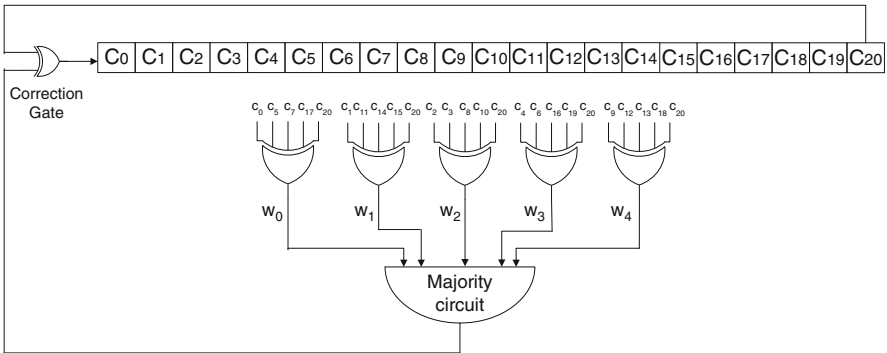 C0 C1 C2 C3 C4 C5 C6 C7 C8 C9 C10 C11 C12 C13 C14 C15 C16 C17 C18 C19 C20
Correction
Gate
c0 c5 c7 c17 c20 c1 c11 c14 c15 c20 c2 c3 c8 c10 c20 c4 c6 c16 c19 c20 c9 c12 c13 c18 c20
w0 w1 w2 w3 w4
Majority
circuit